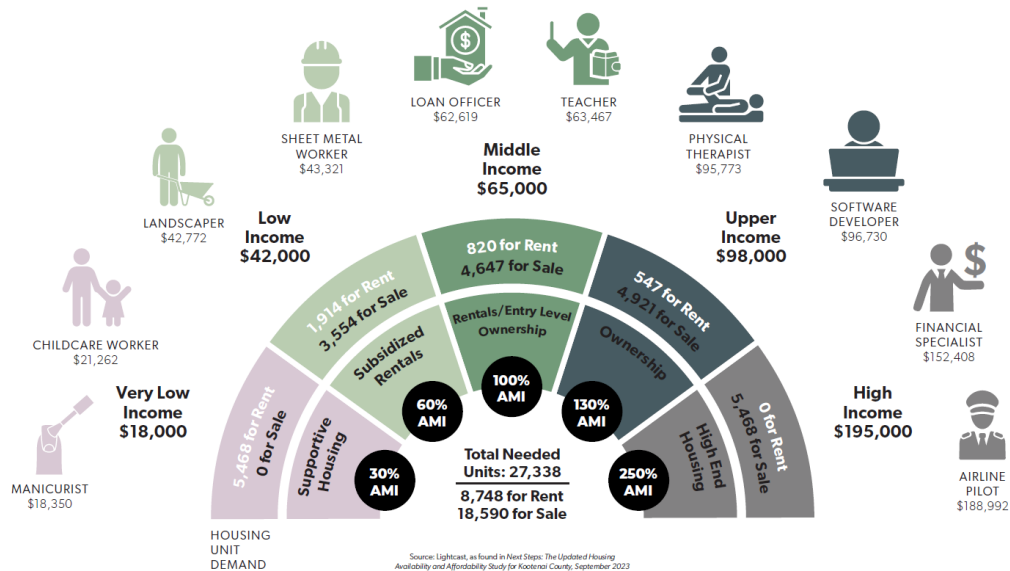 LOAN OFFICER
$62,619
TEACHER
$63,467
SHEET METAL
WORKER
$43,321
PHYSICAL
THERAPIST
$95,773
Middle
Income
$65,000
LANDSCAPER
$42,772
Low
Income
$42,000
Upper
Income
$98,000
SOFTWARE
DEVELOPER
$96,730
CHILDCARE WORKER
$21,262
FINANCIAL
SPECIALIST
$152,408
Very Low
Income
$18,000
High
Income
$195,000
MANICURIST
$18,350
AIRLINE
PILOT
$188,992
5,468 for Rent
0 for Sale
1,914 for Rent
3,554 for Sale
820 for Rent
4,647 for Sale
547 for Rent
4,921 for Sale
0 for Rent
5,468 for Sale
Supportive
Housing
Subsidized
Rentals
Rentals/Entry Level
Ownership
Ownership
High End
Housing
30%
AMI
60%
AMI
100%
AMI
130%
AMI
250%
AMI
Total Needed
Units: 27,338
8,748 for Rent
18,590 for Sale
HOUSING
UNIT
DEMAND
Source: Lightcast, as found in Next Steps: The Updated Housing
Availability and Affordability Study for Kootenai County, September 2023
$
$